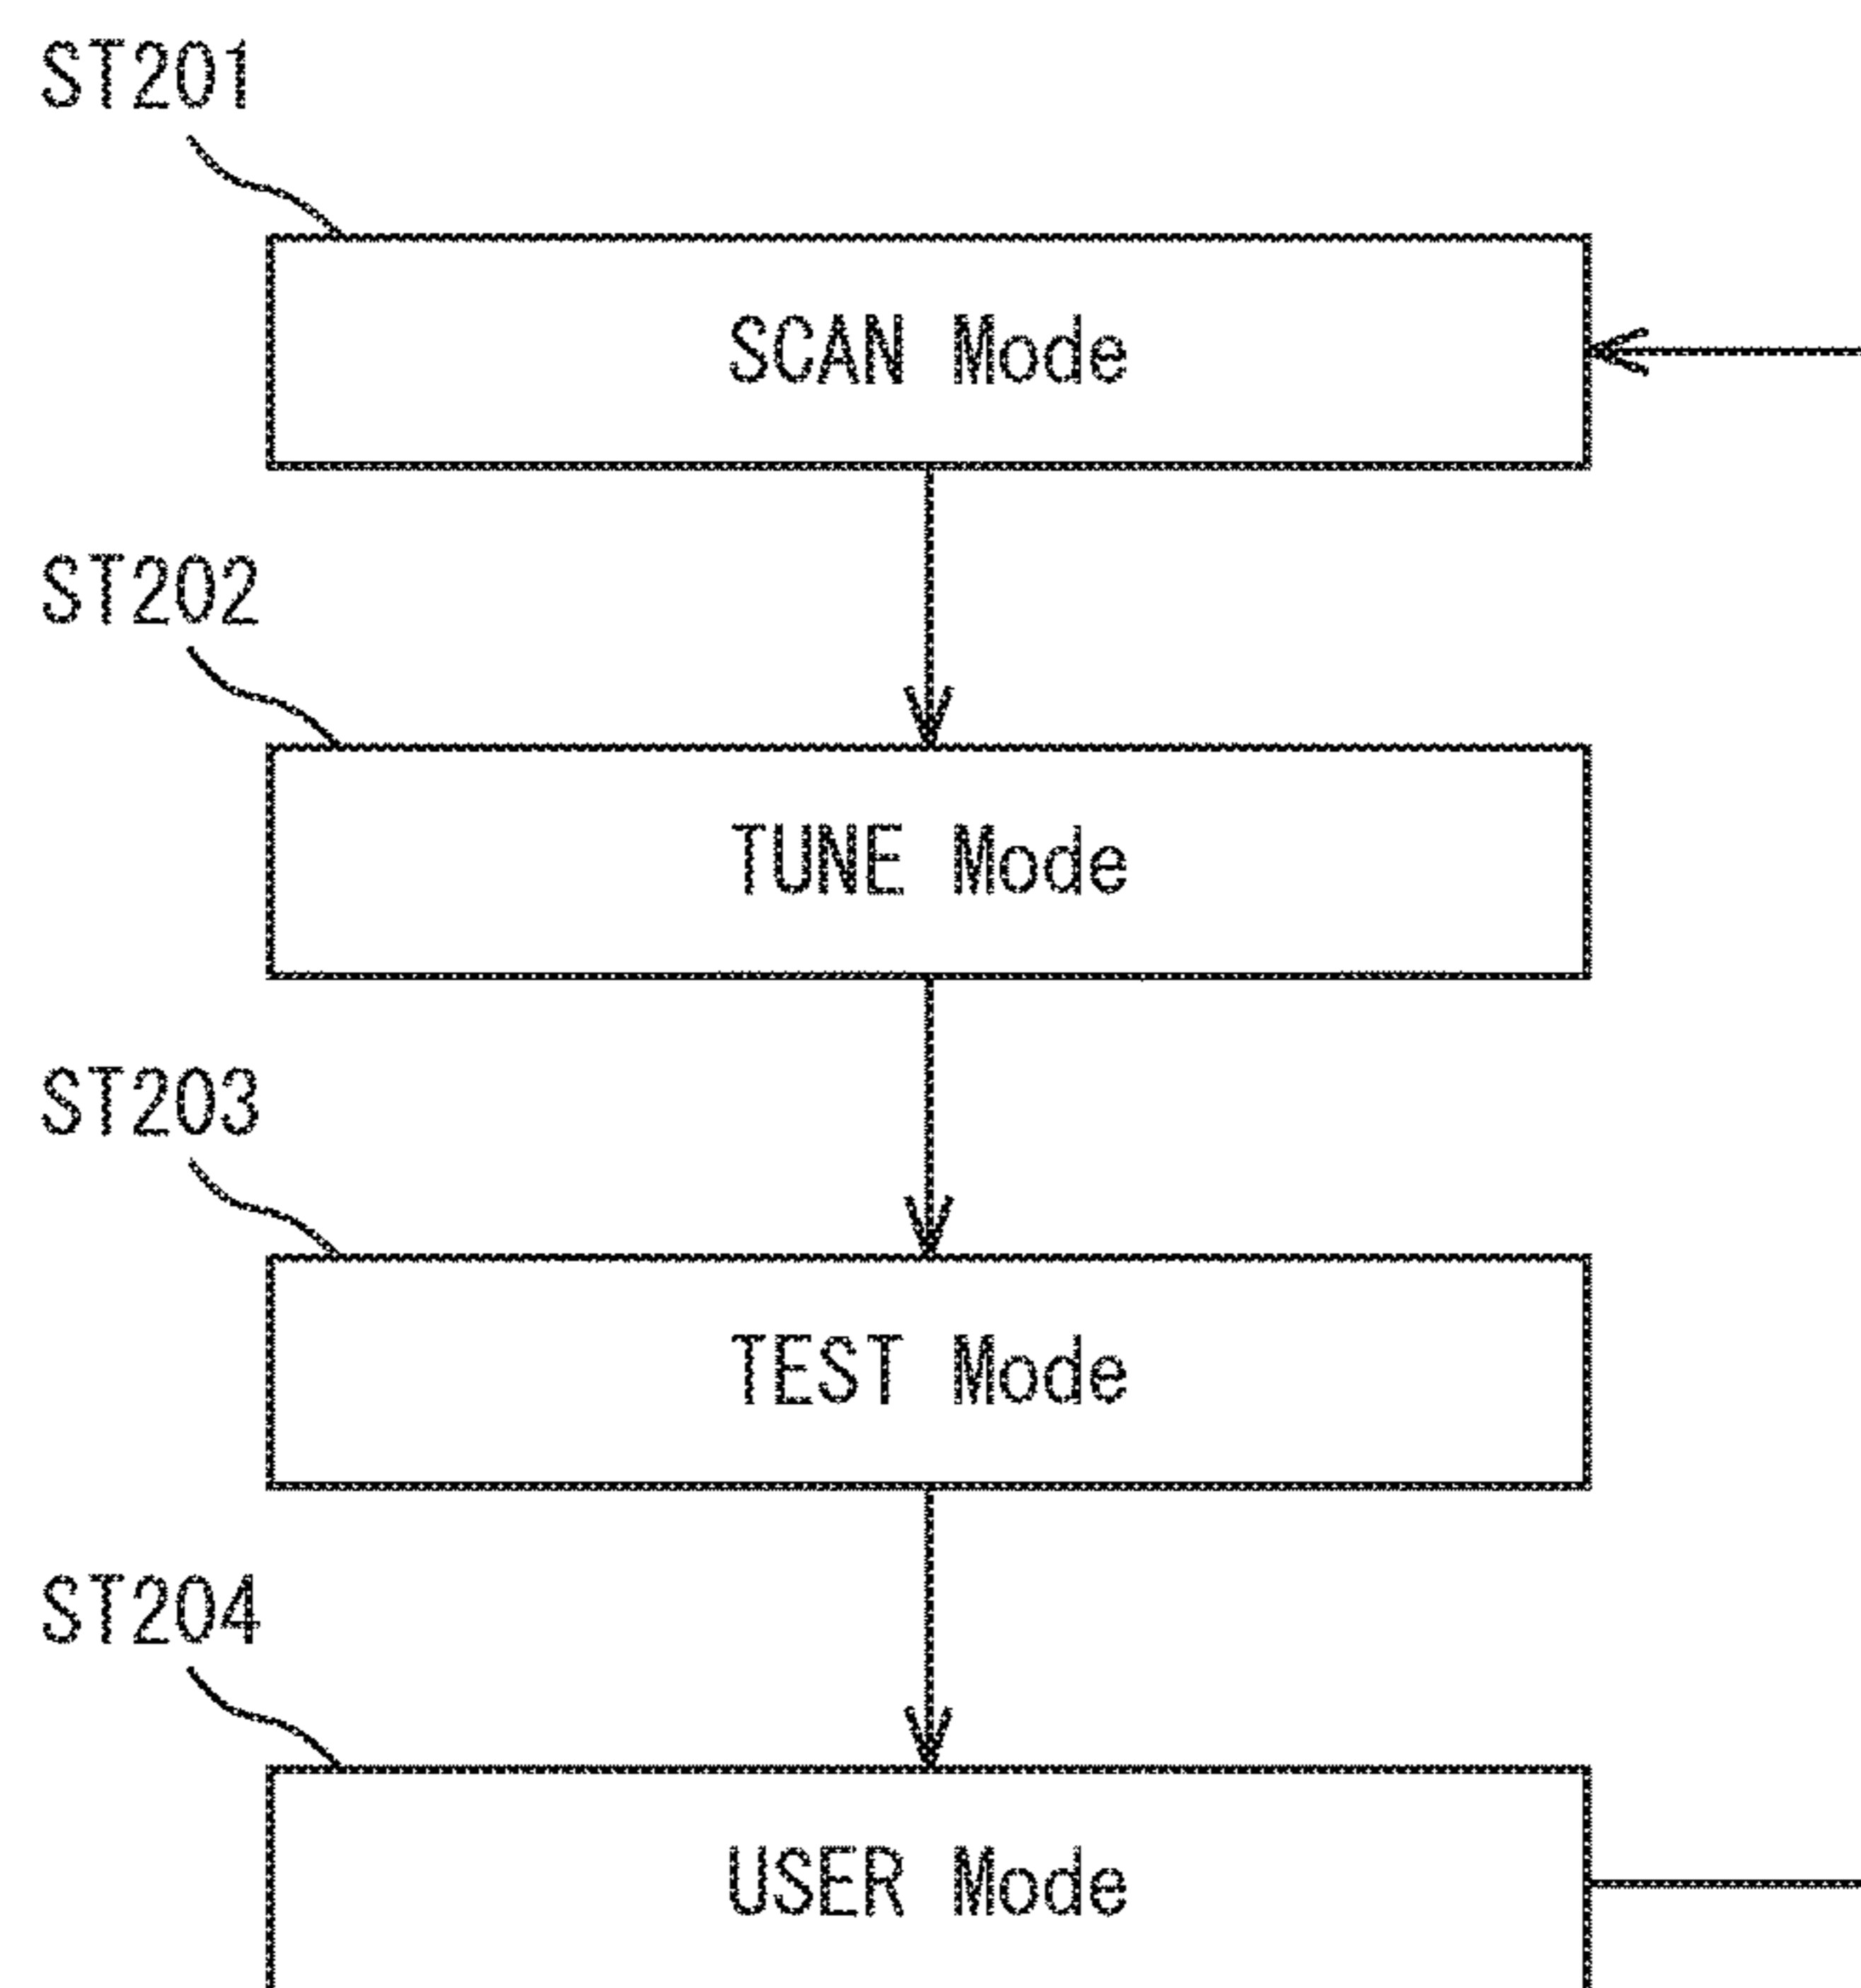 ST201
SCAN Mode
ST202
TUNE Mode
ST203
TEST Mode
ST204
USER Mode